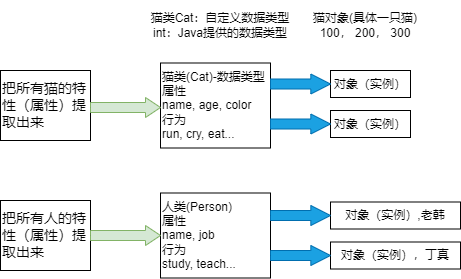 猫类Cat：自定义数据类型
int：Java提供的数据类型
猫对象(具体一只猫)
100， 200， 300
把所有猫的特
性（属性）提
取出来
猫类(Cat)-数据类型
属性
name, age, color
行为
run, cry, eat...
对象（实例）
对象（实例）
把所有人的特
性（属性）提
取出来
人类(Person)
属性
name, job
行为
study, teach...
对象（实例）,老韩
对象（实例），丁真